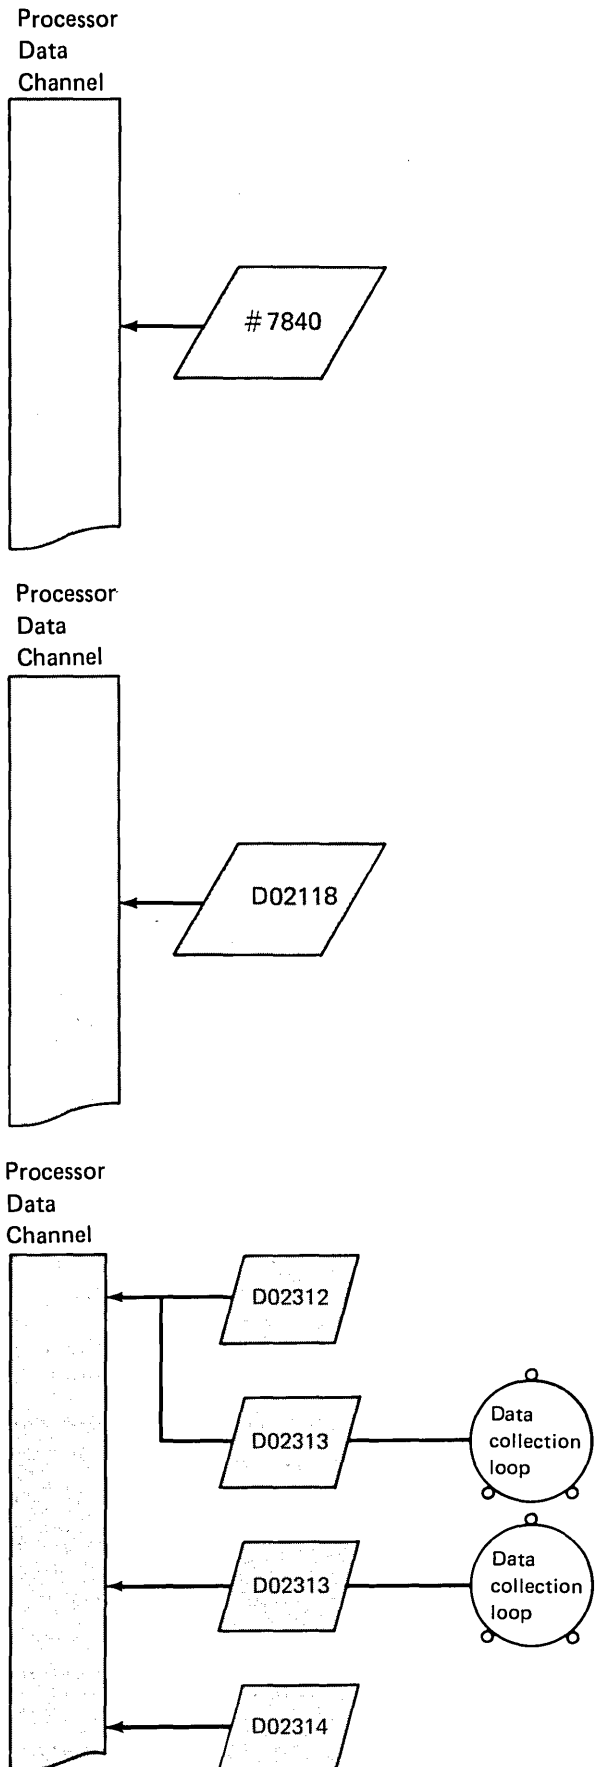 Processor
Data
Channel
#7840
Processor
Data
Channel
D02118
Processor
Data
Channel
D02312
D02313
Data
collection
loop
D02313
Data
collection
loop
D02314